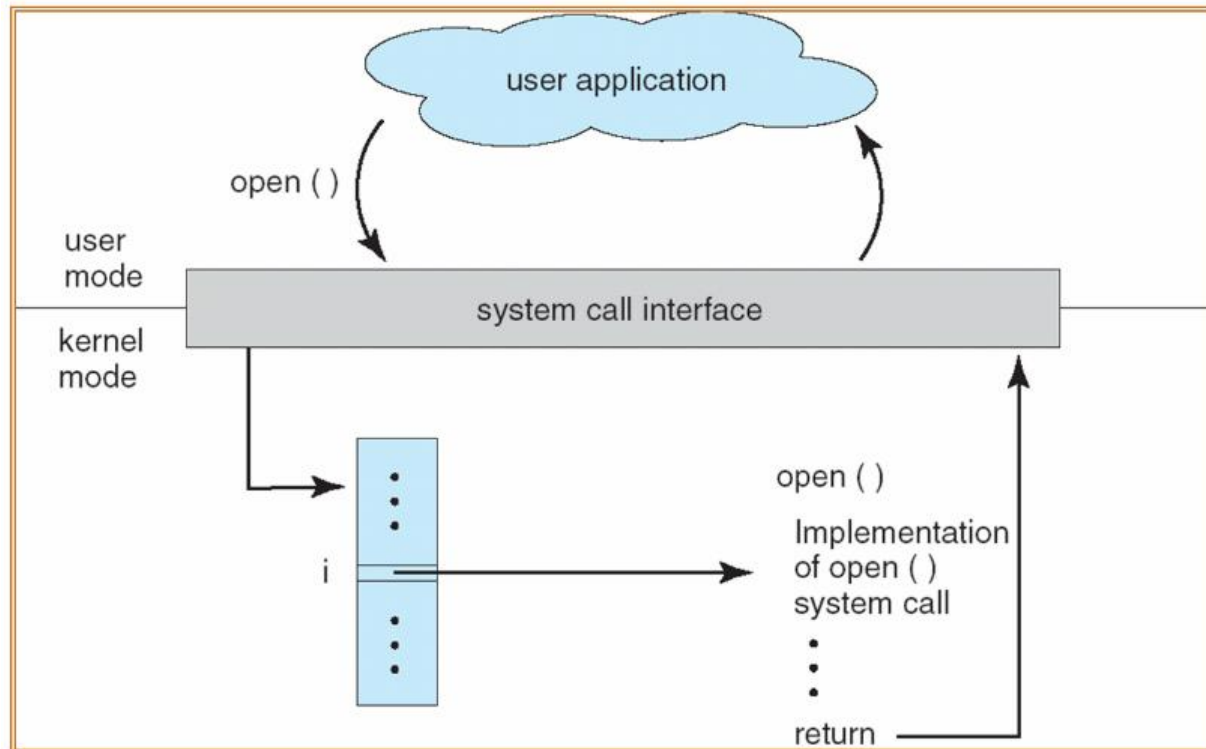 user application
open ( )
user
mode
system call interface
kernel
mode
open ( )
Implementation
i
of open ( )
system call
return